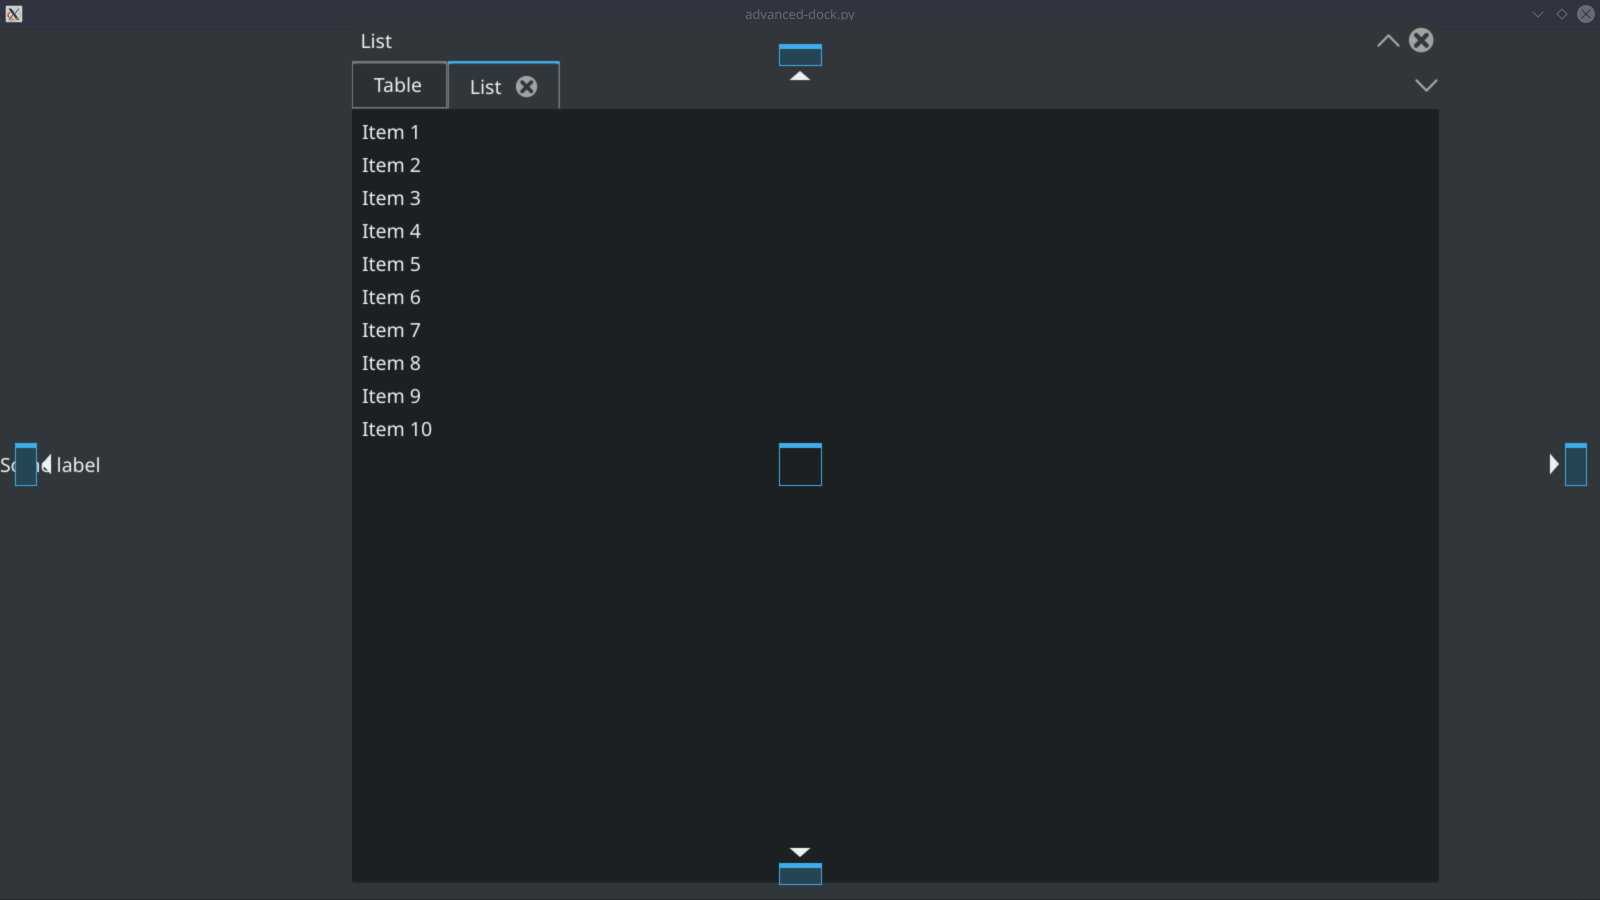 advanced-dock.py
List
Table
List
Item 1
Item 2
Item 3
Item 4
Item 5
Item 6
Item 7
Item 8
Item 9
Item 10
label